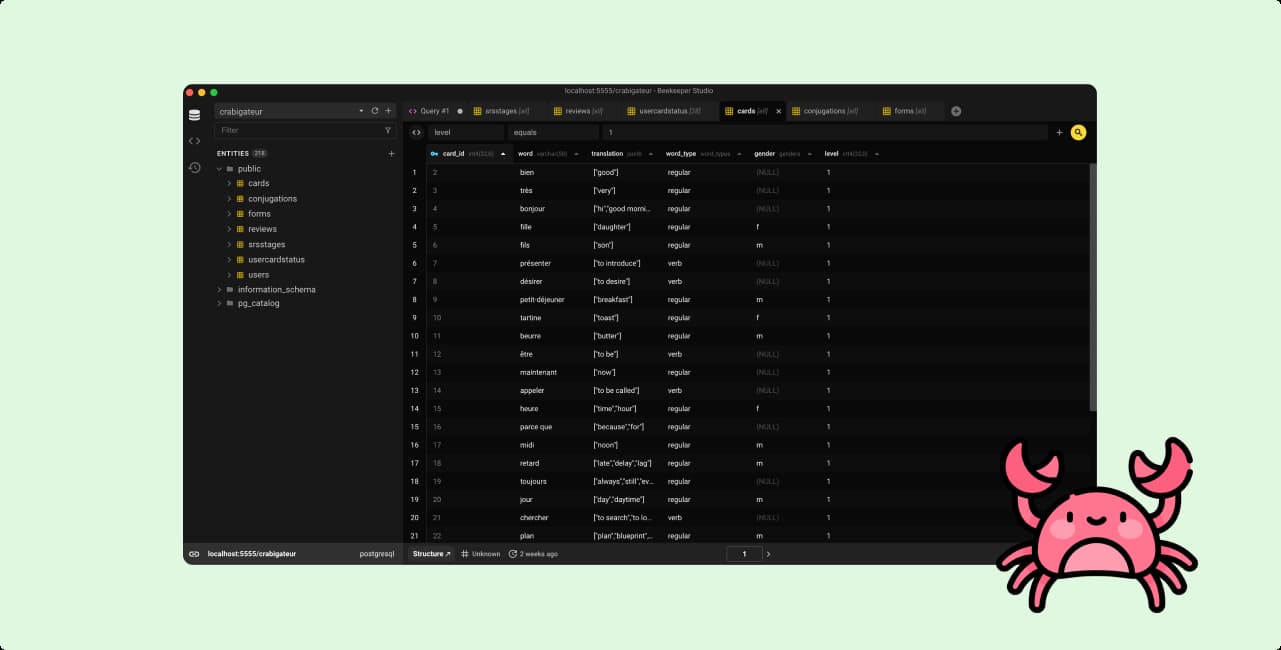 localhost:5555/crabigateur - Beekeeper Studio
crabigateur
Filter
ENTITIES 218
public
cards
conjugations
forms
reviews
srsstages
usercardstatus
users
information_schema
pg_catalog
Query #1 srsstages [all] reviews [all] usercardstatus [all] cards [all] conjugations [all] forms [all]
level equals 1
card_id int4(32,0) word varchar(50) translation jsonb word_type word_types gender genders level int4(32,0)
1 2 bien ["good"] regular (NULL) 1
2 3 très ["very"] regular (NULL) 1
3 4 bonjour ["hi","good morni... regular (NULL) 1
4 5 fille ["daughter"] regular f 1
5 6 fils ["son"] regular m 1
6 7 présenter ["to introduce"] verb (NULL) 1
7 8 désirer ["to desire"] verb (NULL) 1
8 9 petit-déjeuner ["breakfast"] regular m 1
9 10 tartine ["toast"] regular f 1
10 11 beurre ["butter"] regular m 1
11 12 être ["to be"] verb (NULL) 1
12 13 maintenant ["now"] regular (NULL) 1
13 14 appeler ["to be called"] verb (NULL) 1
14 15 heure ["time","hour"] regular f 1
15 16 parce que ["because","for"] regular (NULL) 1
16 17 midi ["noon"] regular m 1
17 18 retard ["late","delay","lag"] regular m 1
18 19 toujours ["always","still","ev... regular (NULL) 1
19 20 jour ["day","daytime"] regular m 1
20 21 chercher ["to search","to lo... verb (NULL) 1
21 22 plan ["plan","blueprint",... regular m 1
localhost:5555/crabigateur postgresql
Structure Unknown 2 weeks ago 1